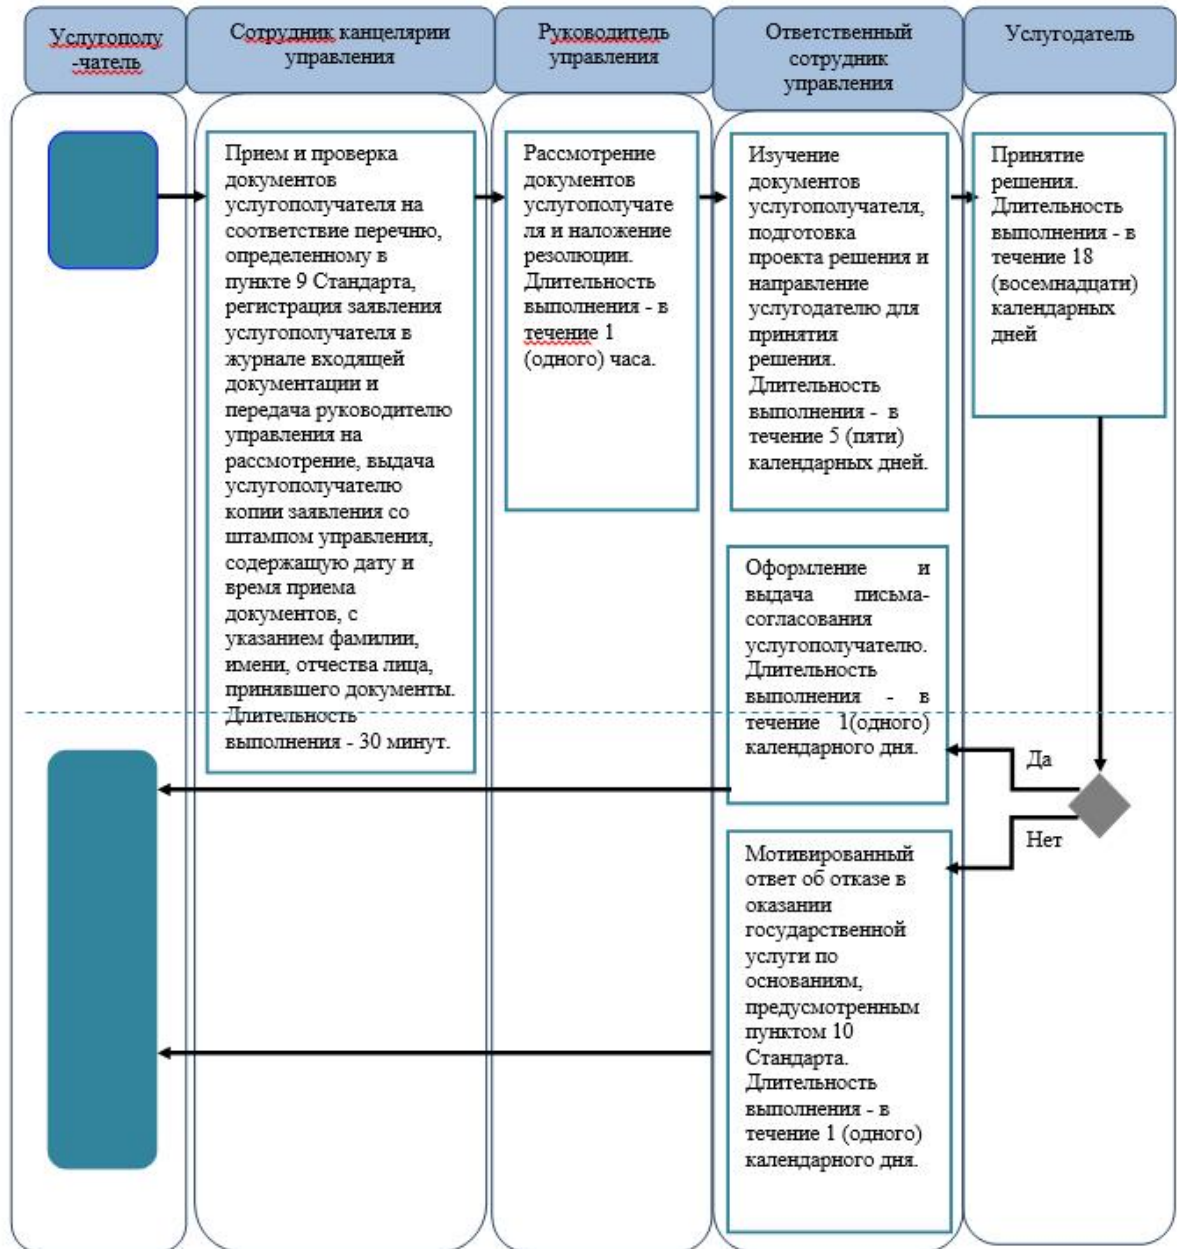 Услугополу
-чатель
Сотрудник канцелярии
управления
Руководитель
управления
Ответственный
сотрудник
управления
Услугодатель
Прием и проверка
документов
услугополучателя на
соответствие перечню,
определенному в
пункте 9 Стандарта,
регистрация заявления
услугополучателя в
журнале входящей
документации и
передача руководителю
управления на
рассмотрение, выдача
услугополучателю
копии заявления со
штампом управления,
содержащую дату и
время приема
документов, с
указанием фамилии,
имени, отчества лица,
принявшего документы.
Длительность
выполнения - 30 минут.
Рассмотрение
документов
услугополучате
ля и наложение
резолюции.
Длительность
выполнения - в
течение 1
(одного) часа.
Изучение
документов
услугополучателя,
подготовка
проекта решения и
направление
услугодателю для
принятия
решения.
Длительность
выполнения - в
течение 5 (пяти)
календарных дней.
Принятие
решения.
Длительность
выполнения - в
течение 18
(восемнадцати)
календарных
дней
Оформление и
выдача письма-
согласования
услугополучателю.
Длительность
выполнения - в
течение 1(одного)
календарного дня.
Да
Нет
Мотивированный
ответ об отказе в
оказании
государственной
услуги по
основаниям,
предусмотренным
пунктом 10
Стандарта.
Длительность
выполнения - в
течение 1 (одного)
календарного дня.